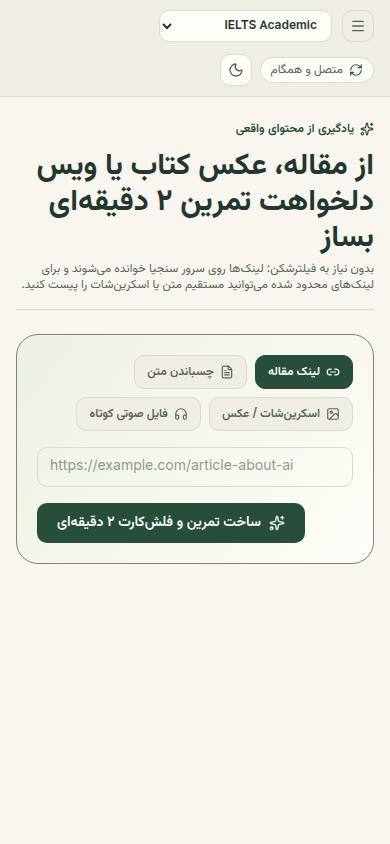 IELTS Academic
متصل و همگام
یادگیری از محتوای واقعی
از مقاله، عکس کتاب یا ویس
دلخواهت تمرین ۲ دقیقه‌ای
بساز
بدون نیاز به فیلترشکن: لینک‌ها روی سرور سنجیا خوانده می‌شوند و برای
لینک‌های محدود شده می‌توانید مستقیم متن یا اسکرین‌شات را پیست کنید.
لینک مقاله
چسباندن متن
اسکرین‌شات / عکس
فایل صوتی کوتاه
https://example.com/article-about-ai
ساخت تمرین و فلش‌کارت ۲ دقیقه‌ای